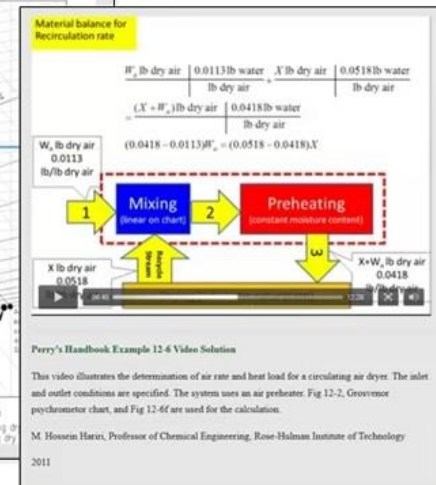 Material balance for
Recirculation rate
Wₐ lb dry air | 0.0113 lb water + X lb dry air | 0.0518 lb water
lb dry air lb dry air
= (X + Wₐ) lb dry air | 0.0418 lb water
lb dry air
(0.0418 – 0.0113)Wₐ = (0.0518 – 0.0418)X
Wₐ lb dry air
0.0113
lb/lb dry air
1
Mixing
(linear on chart)
2
Preheating
(constant moisture content)
Recycle
Stream
3
X lb dry air
0.0518
X+Wₐ lb dry air
0.0418
lb/lb dry air
12:28
Perry's Handbook Example 12-6 Video Solution
This video illustrates the determination of air rate and heat load for a circulating air dryer. The inlet
and outlet conditions are specified. The system uses an air preheater. Fig 12-2, Grosvenor
psychrometor chart, and Fig 12-6f are used for the calculation.
M. Hossein Hariri, Professor of Chemical Engineering, Rose-Hulman Institute of Technology
2011